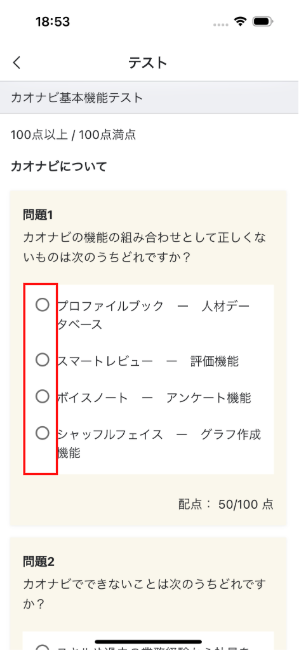 18:53
テスト
カオナビ基本機能テスト
100点以上 / 100点満点
カオナビについて
問題1
カオナビの機能の組み合わせとして正しくな
いものは次のうちどれですか？
プロファイルブック　ー　人材デー
タベース
スマートレビュー　ー　評価機能
ボイスノート　ー　アンケート機能
シャッフルフェイス　ー　グラフ作成
機能
配点： 50/100 点
問題2
カオナビでできないことは次のうちどれです
か？